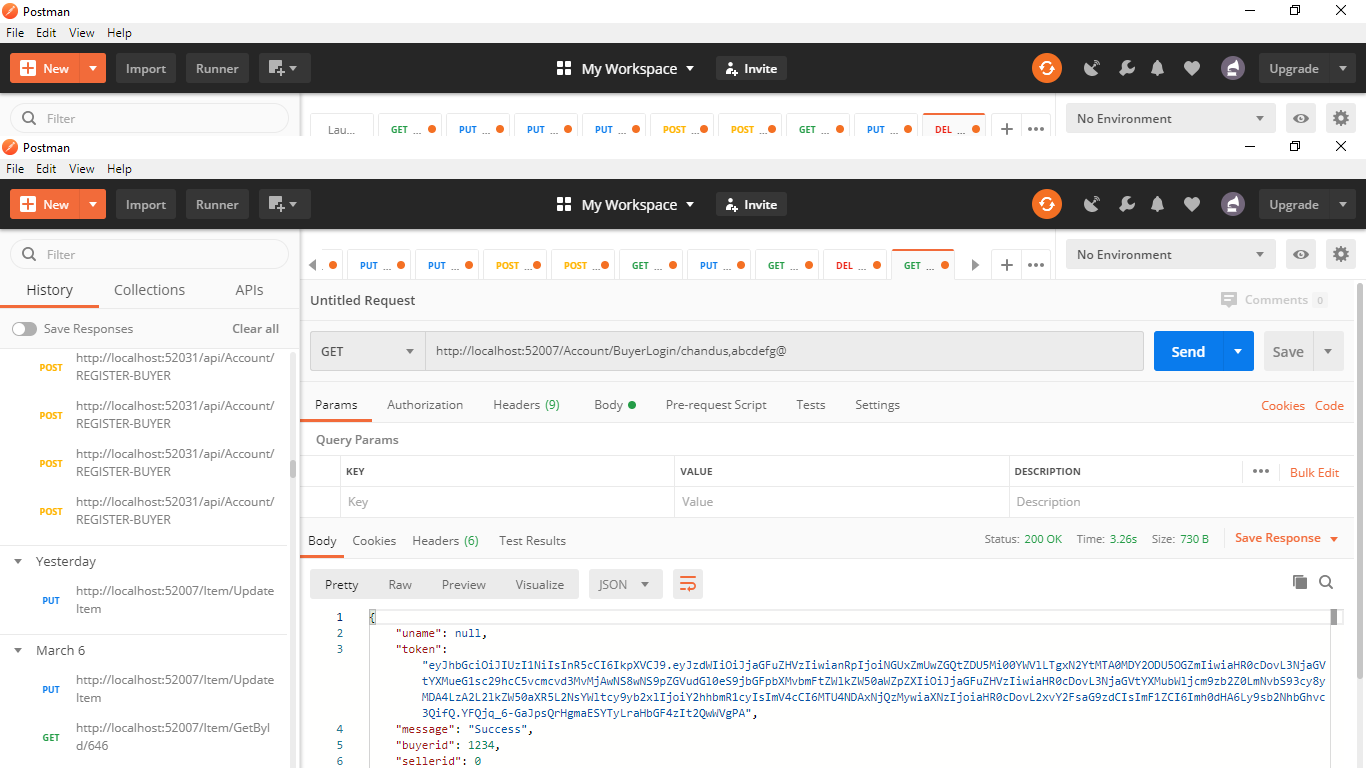 Postman
File Edit View Help
New Import Runner My Workspace Invite Upgrade
Filter Lau... GET ... PUT ... PUT ... PUT ... POST ... POST ... GET ... PUT ... DEL ... No Environment
Postman
File Edit View Help
New Import Runner My Workspace Invite Upgrade
Filter PUT ... PUT ... POST ... POST ... GET ... PUT ... GET ... DEL ... GET ... No Environment
History Collections APIs
Untitled Request Comments 0
Save Responses Clear all
GET http://localhost:52007/Account/BuyerLogin/chandus,abcdefg@ Send Save
POST http://localhost:52031/api/Account/
REGISTER-BUYER
POST http://localhost:52031/api/Account/
REGISTER-BUYER
POST http://localhost:52031/api/Account/
REGISTER-BUYER
POST http://localhost:52031/api/Account/
REGISTER-BUYER
Yesterday
PUT http://localhost:52007/Item/Update
Item
March 6
PUT http://localhost:52007/Item/Update
Item
GET http://localhost:52007/Item/GetByI
d/646
Params Authorization Headers (9) Body Pre-request Script Tests Settings Cookies Code
Query Params
KEY VALUE DESCRIPTION Bulk Edit
Key Value Description
Body Cookies Headers (6) Test Results Status: 200 OK Time: 3.26s Size: 730 B Save Response
Pretty Raw Preview Visualize JSON
1 {
2 "uname": null,
3 "token":
4 "message": "Success",
5 "buyerid": 1234,
6 "sellerid": 0